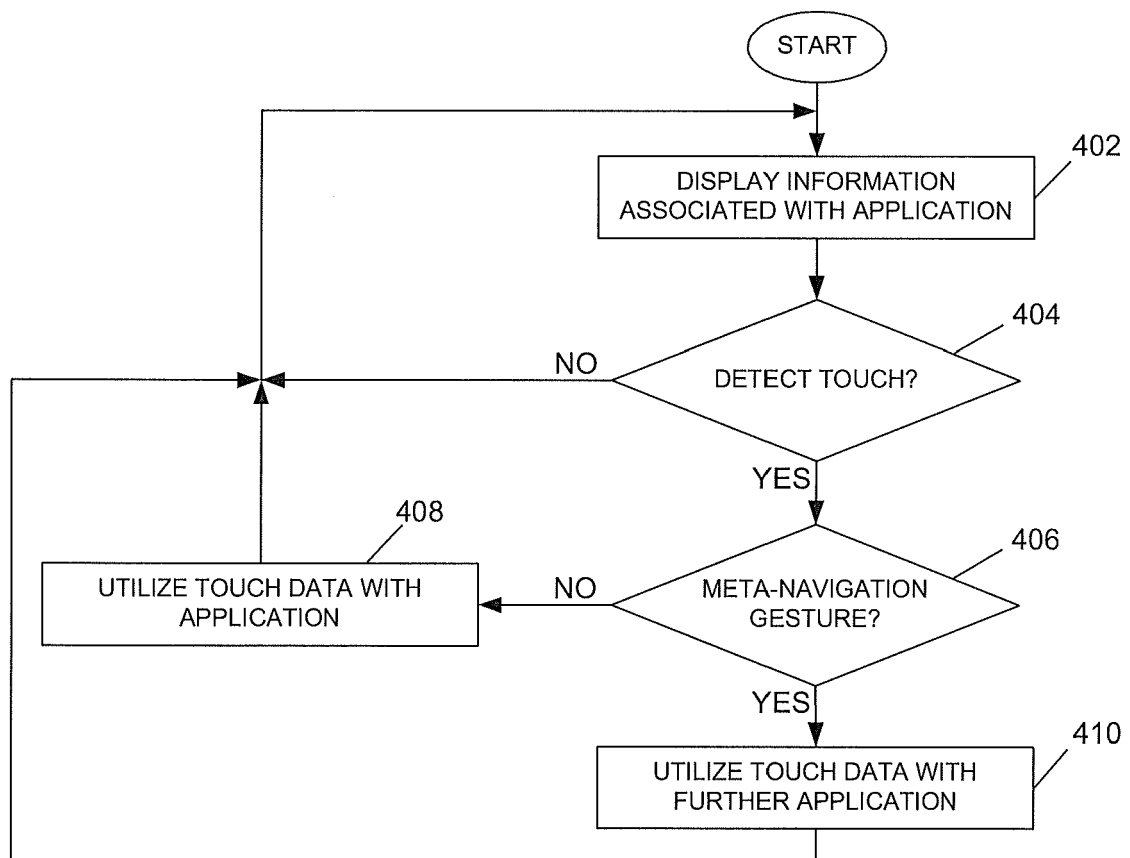 START
402
DISPLAY INFORMATION
ASSOCIATED WITH APPLICATION
404
NO
DETECT TOUCH?
YES
408
406
UTILIZE TOUCH DATA WITH
APPLICATION
NO
META-NAVIGATION
GESTURE?
YES
410
UTILIZE TOUCH DATA WITH
FURTHER APPLICATION